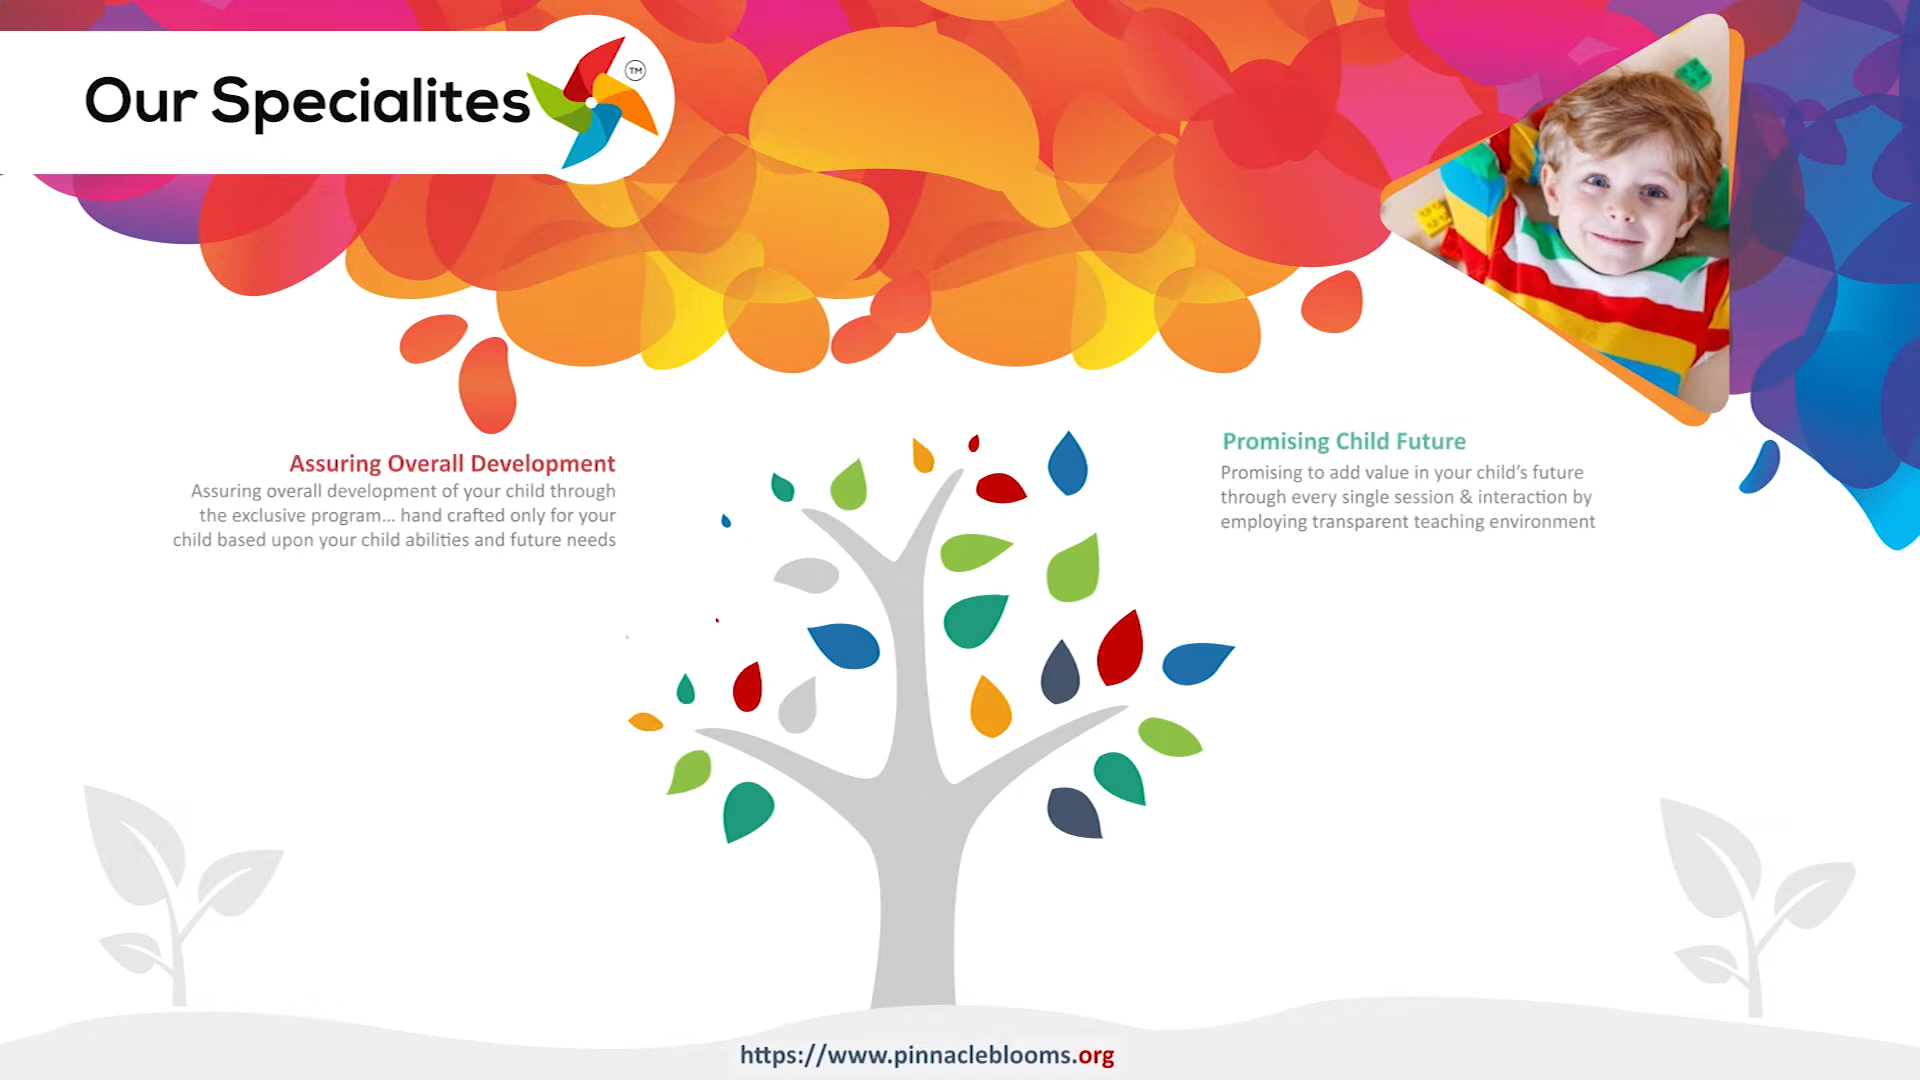 Our Specialites
TM
Assuring Overall Development
Assuring overall development of your child through
the exclusive program... hand crafted only for your
child based upon your child abilities and future needs
Promising Child Future
Promising to add value in your child's future
through every single session & interaction by
employing transparent teaching environment
https://www.pinnacleblooms.org